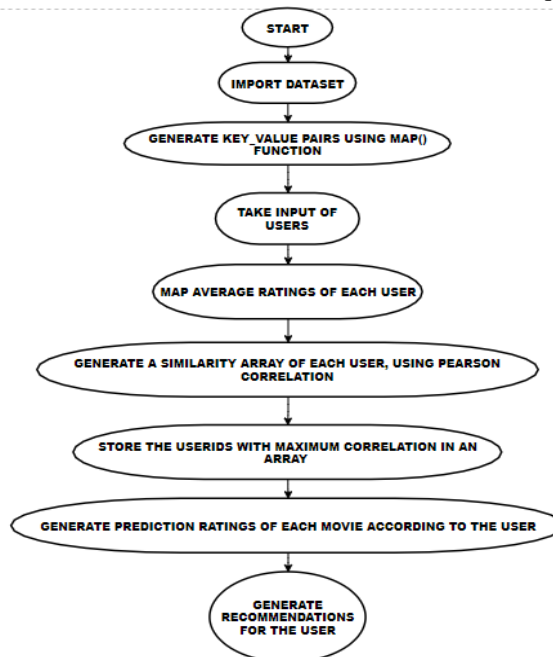 START
IMPORT DATASET
GENERATE KEY_VALUE PAIRS USING MAP()
FUNCTION
TAKE INPUT OF
USERS
MAP AVERAGE RATINGS OF EACH USER
GENERATE A SIMILARITY ARRAY OF EACH USER, USING PEARSON
CORRELATION
STORE THE USERIDS WITH MAXIMUM CORRELATION IN AN
ARRAY
GENERATE PREDICTION RATINGS OF EACH MOVIE ACCORDING TO THE USER
GENERATE
RECOMMENDATIONS
FOR THE USER